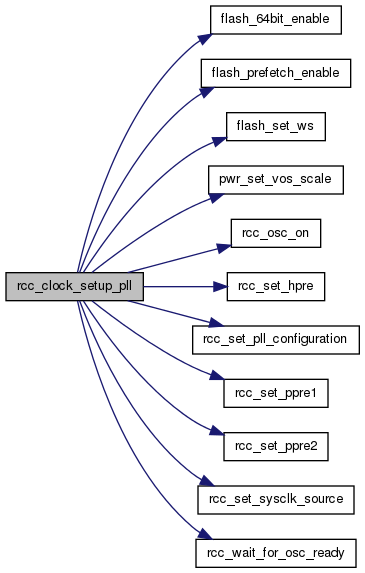 flash_64bit_enable
flash_prefetch_enable
flash_set_ws
pwr_set_vos_scale
rcc_osc_on
rcc_clock_setup_pll
rcc_set_hpre
rcc_set_pll_configuration
rcc_set_ppre1
rcc_set_ppre2
rcc_set_sysclk_source
rcc_wait_for_osc_ready